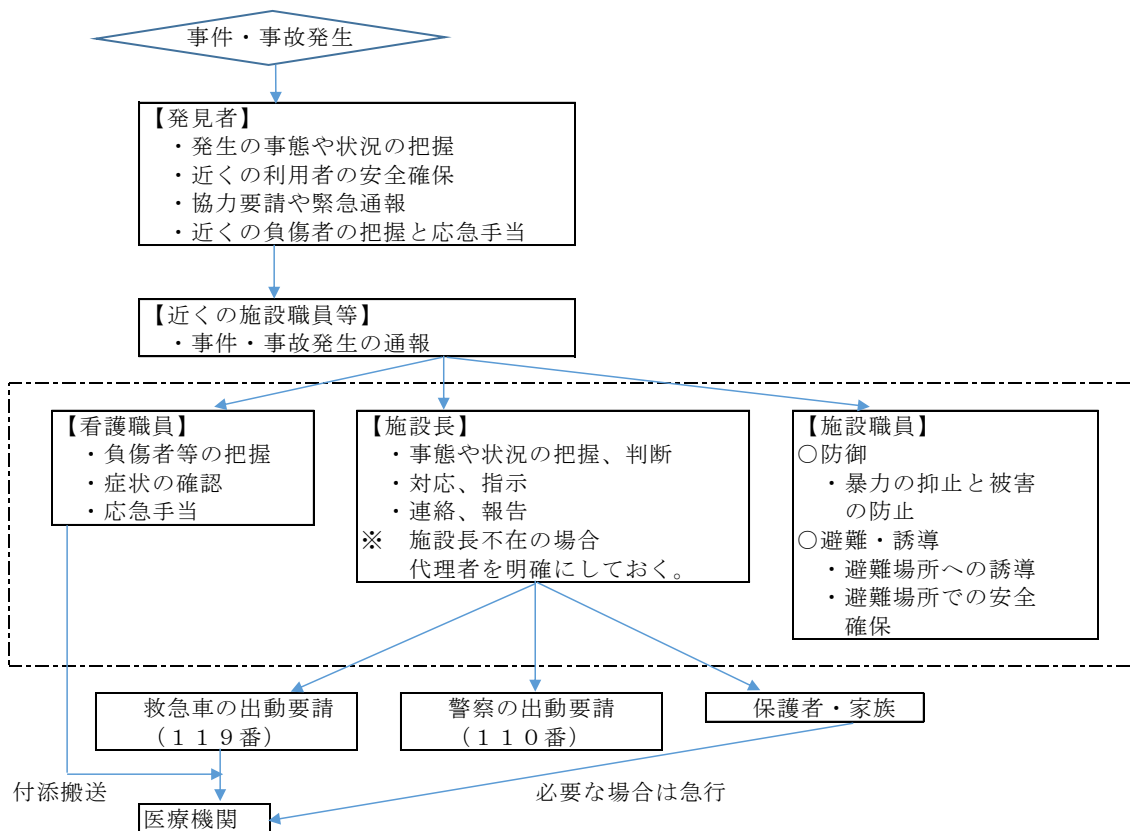 事件・事故発生
【発見者】
・発生の事態や状況の把握
・近くの利用者の安全確保
・協力要請や緊急通報
・近くの負傷者の把握と応急手当
【近くの施設職員等】
・事件・事故発生の通報
【看護職員】
・負傷者等の把握
・症状の確認
・応急手当
【施設長】
・事態や状況の把握、判断
・対応、指示
・連絡、報告
※　施設長不在の場合
代理者を明確にしておく。
【施設職員】
○防御
・暴力の抑止と被害
の防止
○避難・誘導
・避難場所への誘導
・避難場所での安全
確保
救急車の出動要請
（１１９番）
警察の出動要請
（１１０番）
保護者・家族
付添搬送
必要な場合は急行
医療機関